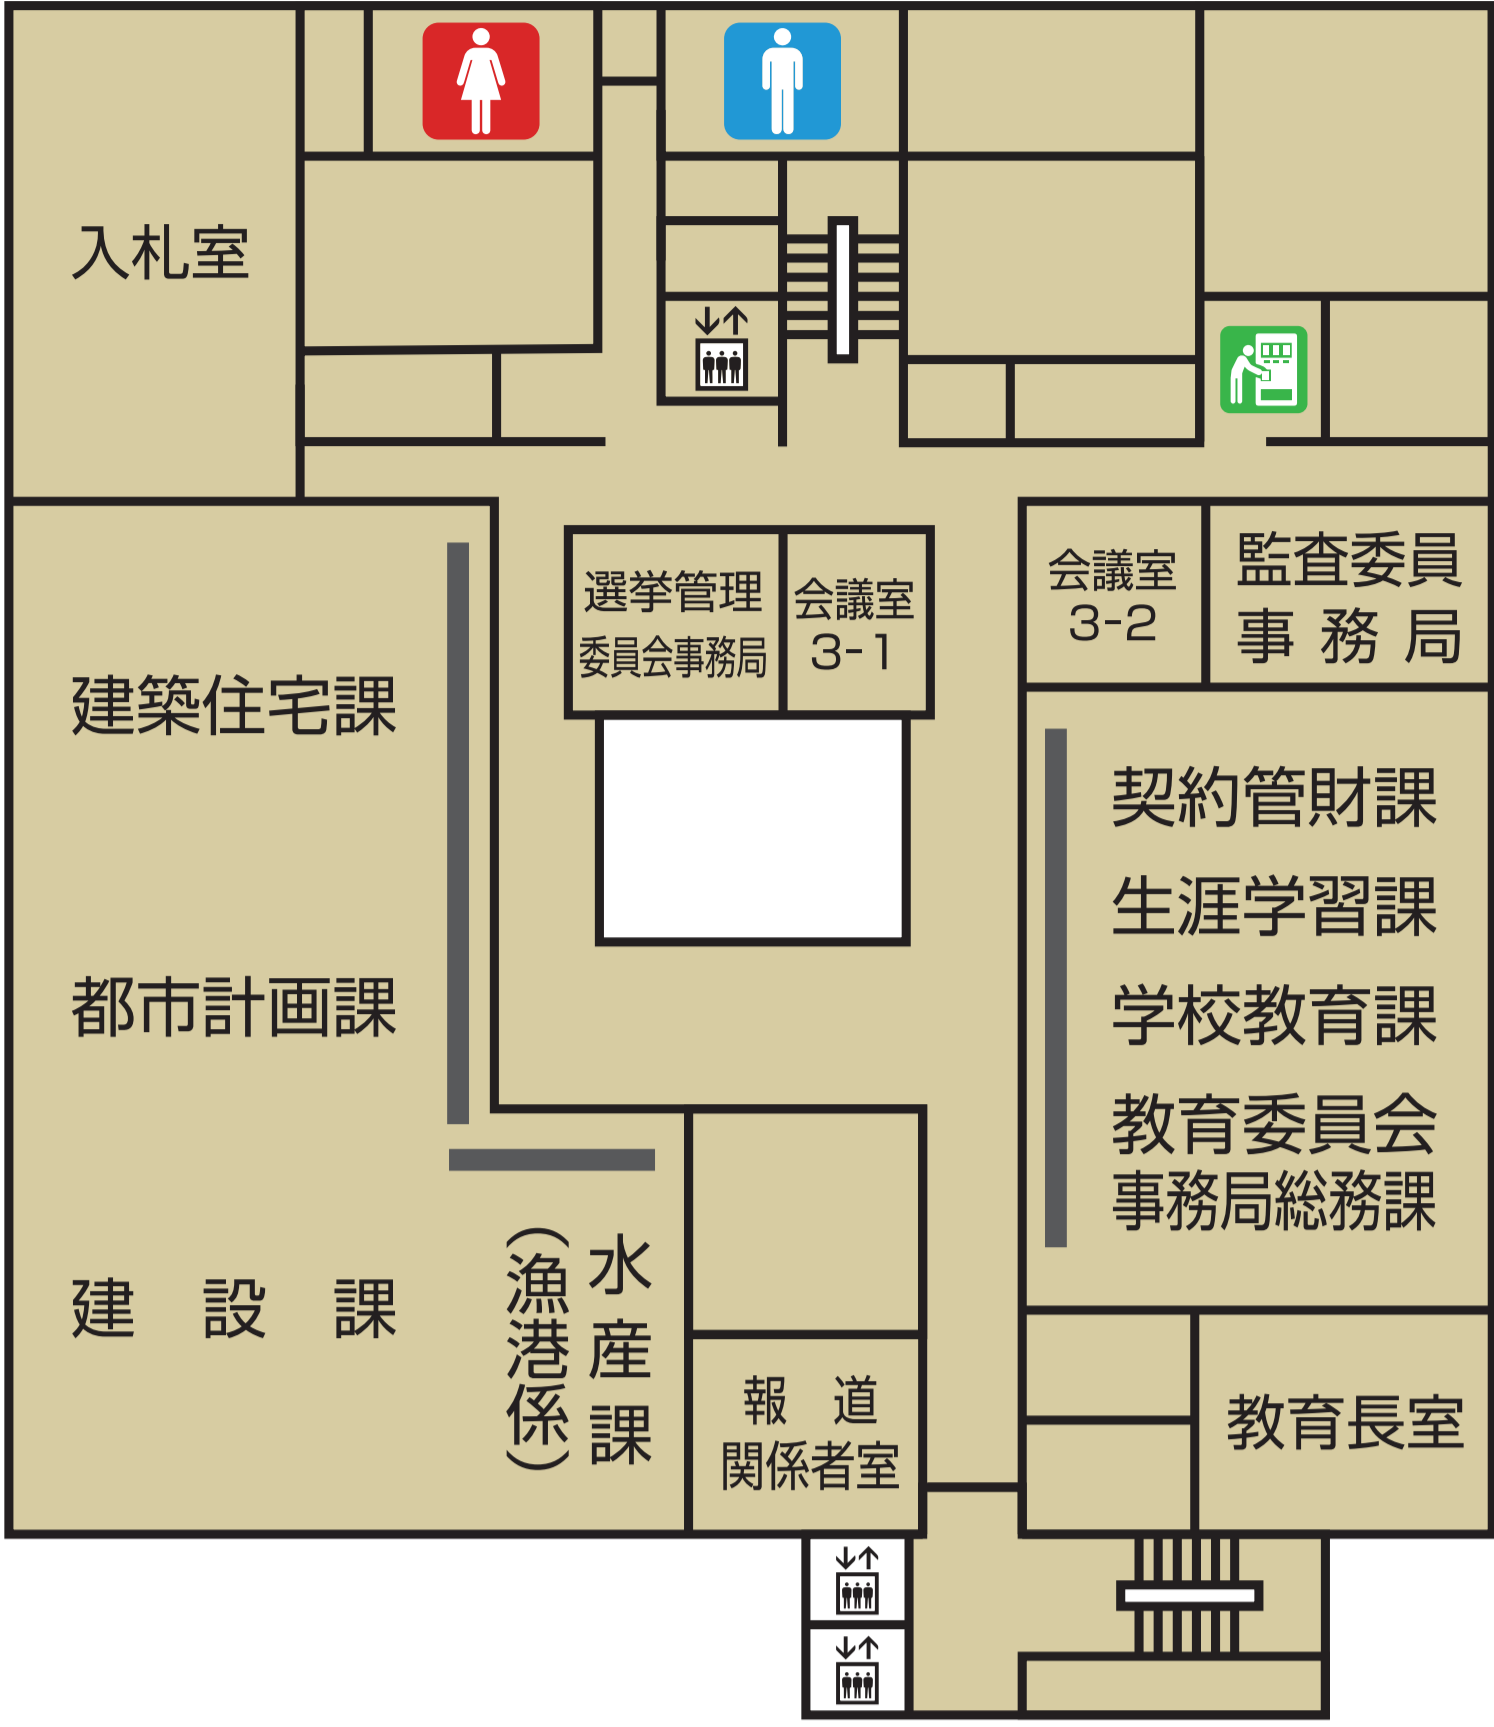 入札室
選挙管理
委員会事務局
会議室
3-1
会議室
3-2
監査委員
事務局
建築住宅課
都市計画課
建設課
水産課
(漁港係)
契約管財課
生涯学習課
学校教育課
教育委員会
事務局総務課
報道
関係者室
教育長室